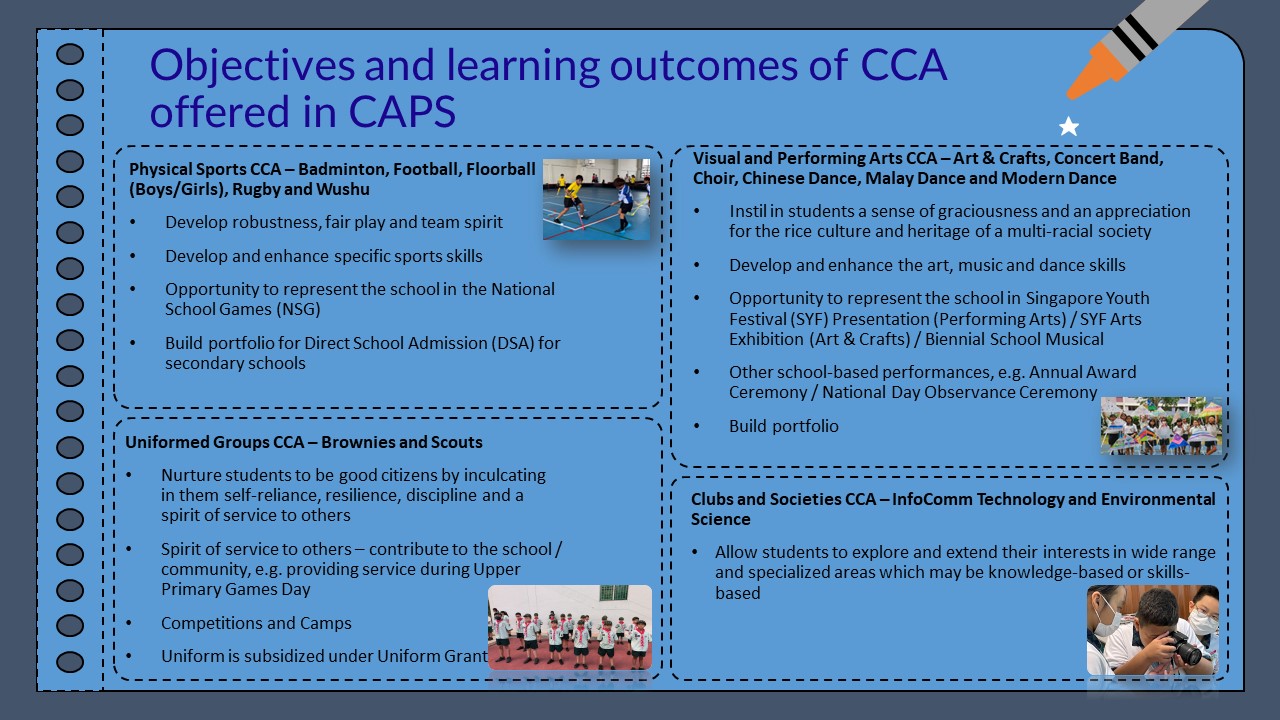 Objectives and learning outcomes of CCA
offered in CAPS
Physical Sports CCA – Badminton, Football, Floorball
(Boys/Girls), Rugby and Wushu
• Develop robustness, fair play and team spirit
• Develop and enhance specific sports skills
• Opportunity to represent the school in the National
School Games (NSG)
• Build portfolio for Direct School Admission (DSA) for
secondary schools
Uniformed Groups CCA – Brownies and Scouts
• Nurture students to be good citizens by inculcating
in them self-reliance, resilience, discipline and a
spirit of service to others
• Spirit of service to others – contribute to the school /
community, e.g. providing service during Upper
Primary Games Day
• Competitions and Camps
• Uniform is subsidized under Uniform Grant
Visual and Performing Arts CCA – Art & Crafts, Concert Band,
Choir, Chinese Dance, Malay Dance and Modern Dance
• Instil in students a sense of graciousness and an appreciation
for the rice culture and heritage of a multi-racial society
• Develop and enhance the art, music and dance skills
• Opportunity to represent the school in Singapore Youth
Festival (SYF) Presentation (Performing Arts) / SYF Arts
Exhibition (Art & Crafts) / Biennial School Musical
• Other school-based performances, e.g. Annual Award
Ceremony / National Day Observance Ceremony
• Build portfolio
Clubs and Societies CCA – InfoComm Technology and Environmental
Science
• Allow students to explore and extend their interests in wide range
and specialized areas which may be knowledge-based or skills-
based